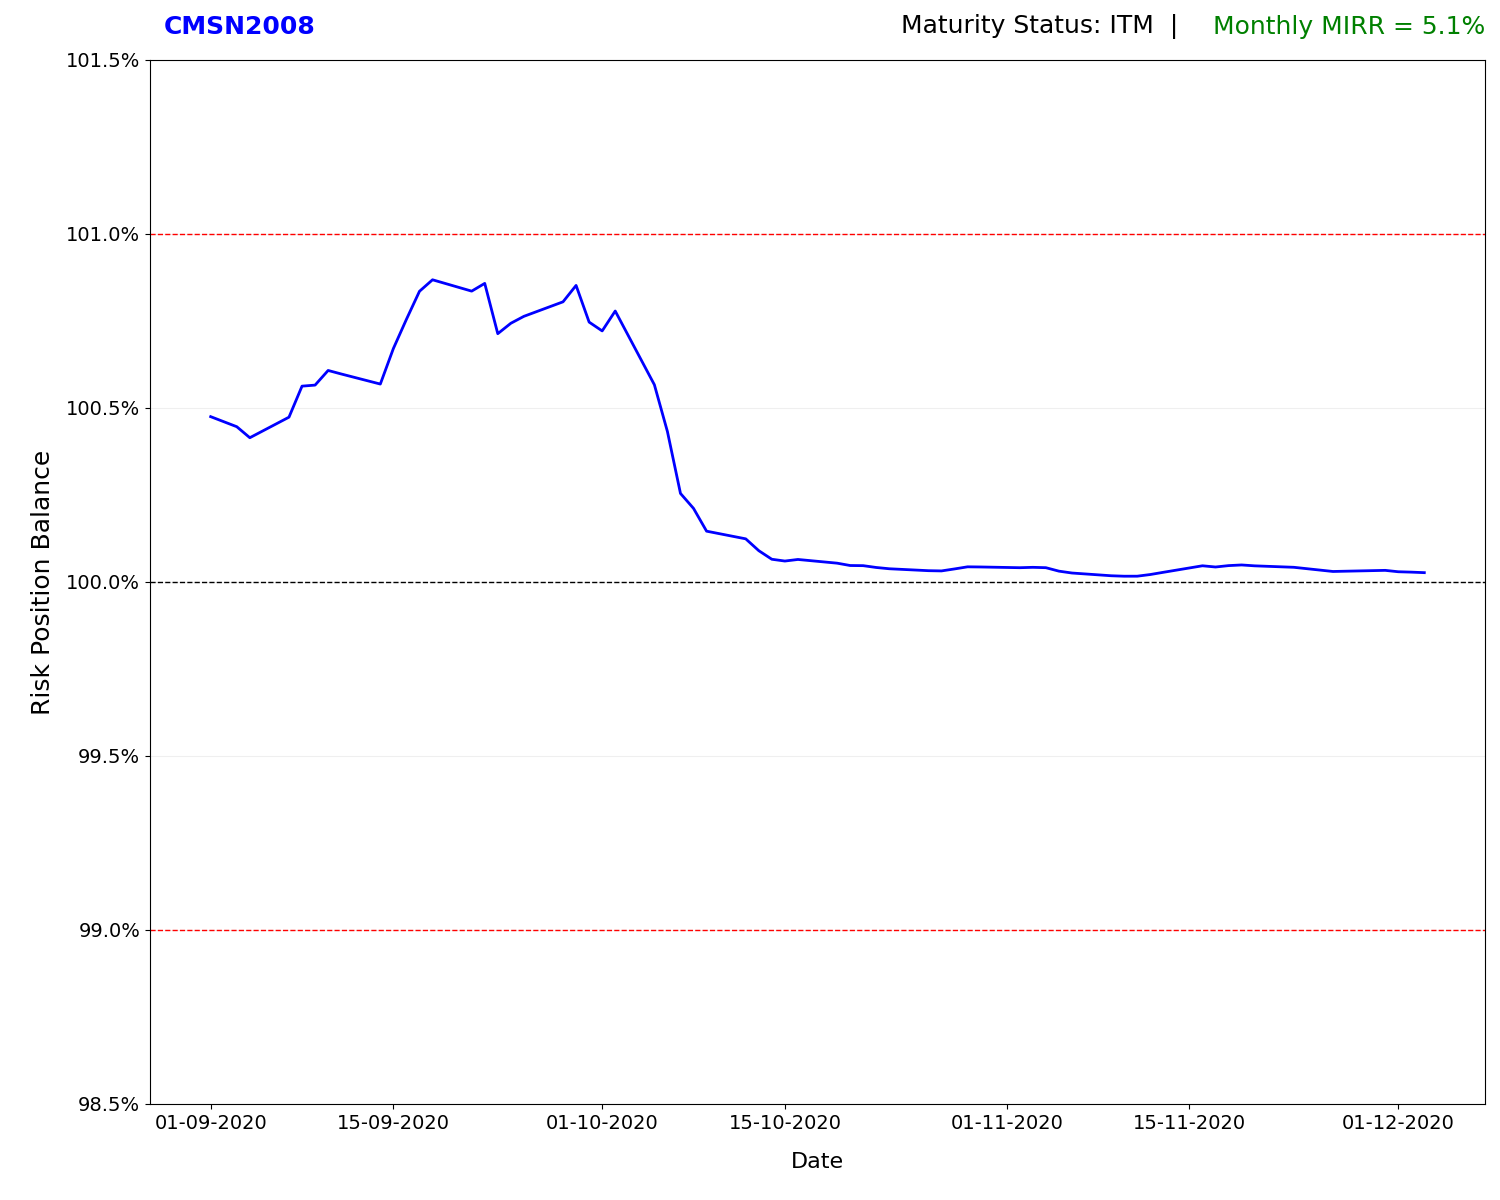 CMSN2008
Maturity Status: ITM | Monthly MIRR = 5.1%
101.5%
101.0%
100.5%
100.0%
99.5%
99.0%
98.5%
Risk Position Balance
01-09-2020 15-09-2020 01-10-2020 15-10-2020 01-11-2020 15-11-2020 01-12-2020
Date